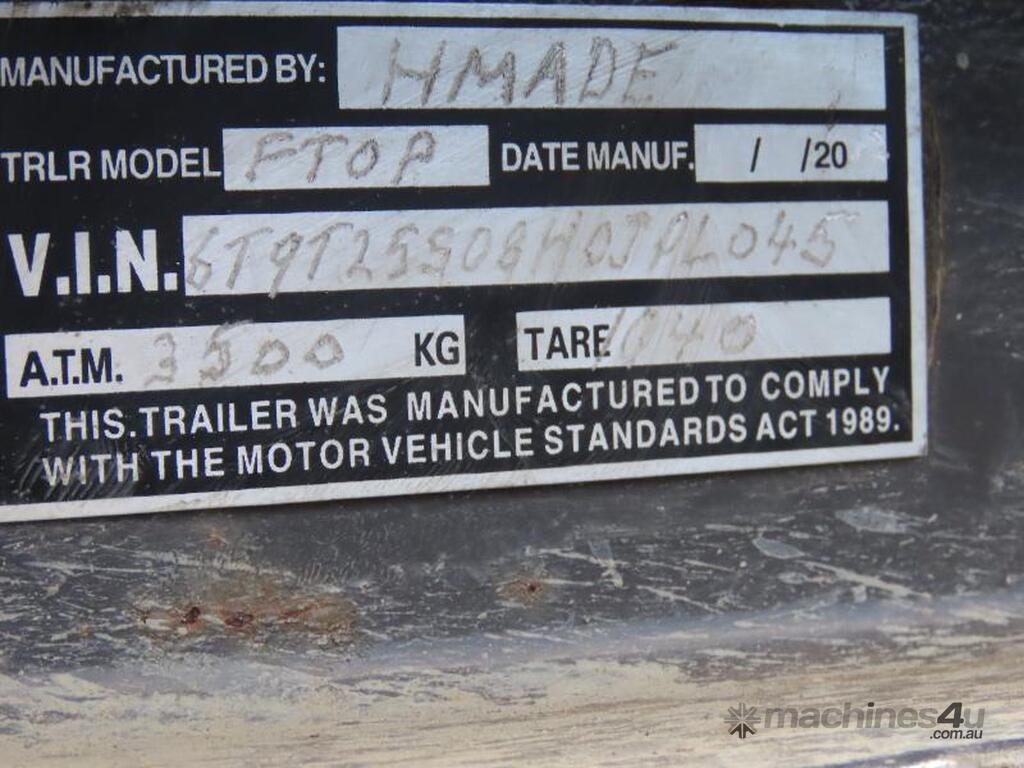 MANUFACTURED BY: HMADE
TRLR MODEL FTOP DATE MANUF. / /20
V.I.N. 6T9T25508H0JPL045
A.T.M. 3500 KG TARE 1040
THIS.TRAILER WAS MANUFACTURED TO COMPLY
WITH THE MOTOR VEHICLE STANDARDS ACT 1989.
machines4u
.com.au